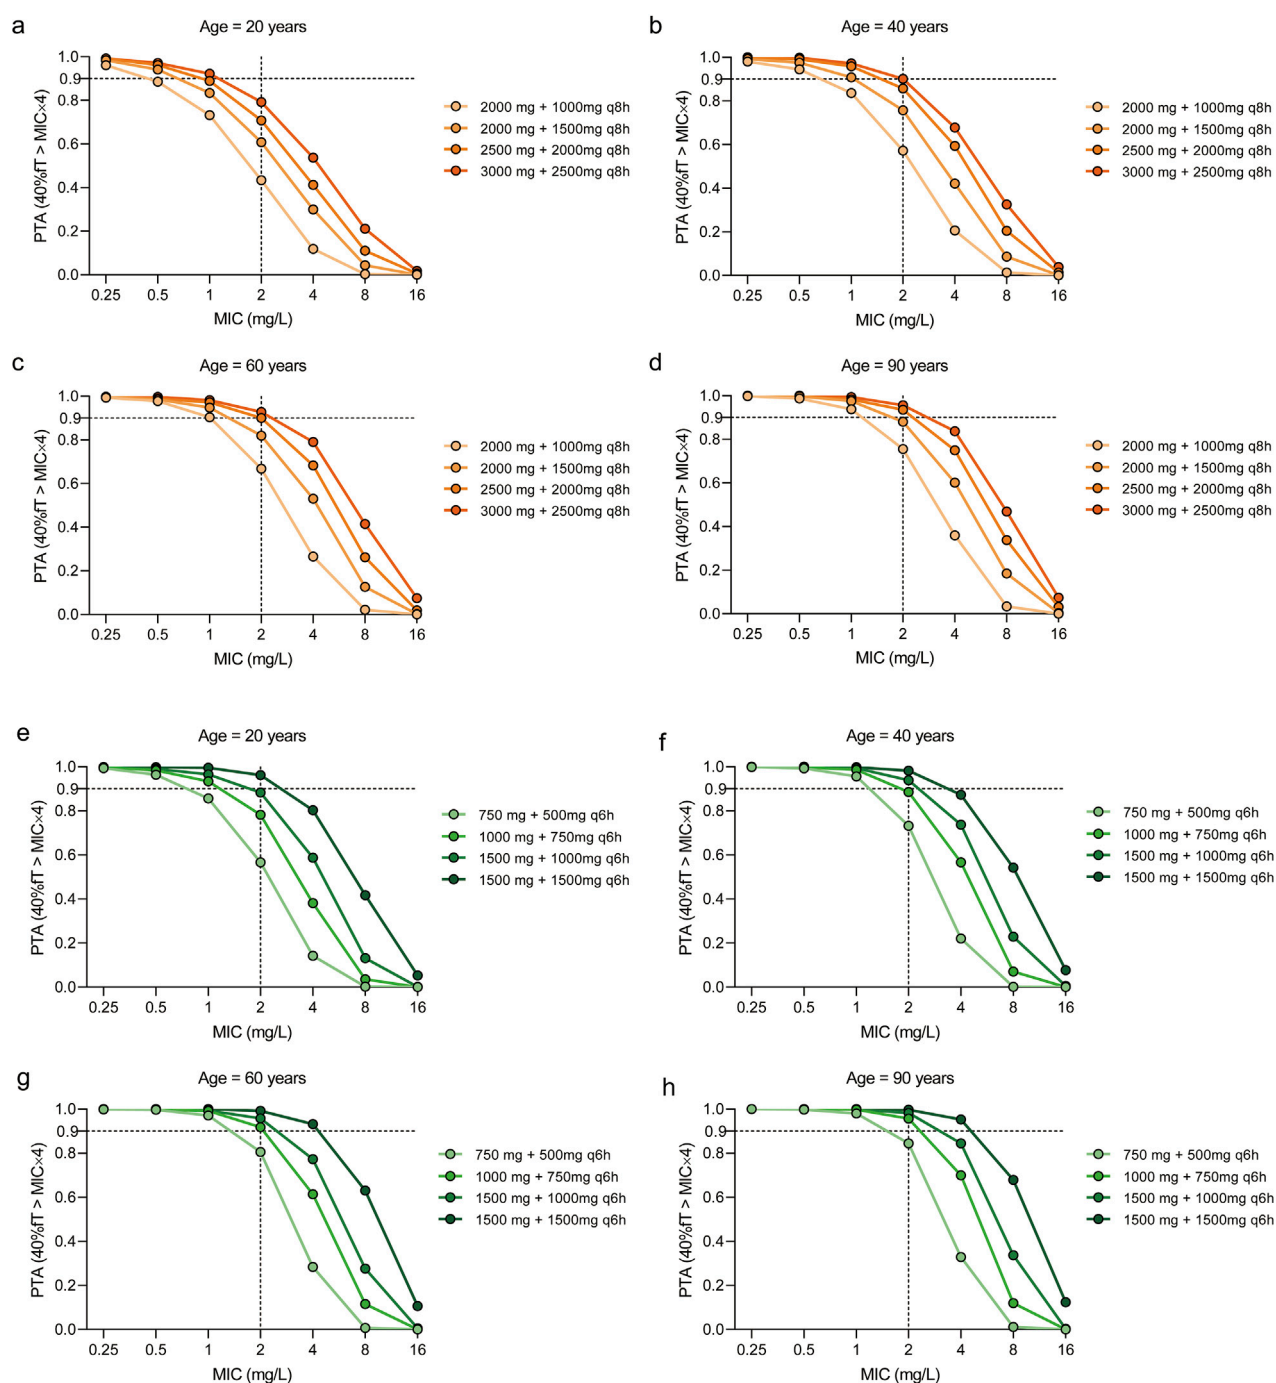 a
Age = 20 years
PTA (40%fT > MIC×4)
1.0
0.9
0.8
0.6
0.4
0.2
0.0
0.25 0.5 1 2 4 8 16
MIC (mg/L)
2000 mg + 1000mg q8h
2000 mg + 1500mg q8h
2500 mg + 2000mg q8h
3000 mg + 2500mg q8h
b
Age = 40 years
PTA (40%fT > MIC×4)
1.0
0.9
0.8
0.6
0.4
0.2
0.0
0.25 0.5 1 2 4 8 16
MIC (mg/L)
2000 mg + 1000mg q8h
2000 mg + 1500mg q8h
2500 mg + 2000mg q8h
3000 mg + 2500mg q8h
c
Age = 60 years
PTA (40%fT > MIC×4)
1.0
0.9
0.8
0.6
0.4
0.2
0.0
0.25 0.5 1 2 4 8 16
MIC (mg/L)
2000 mg + 1000mg q8h
2000 mg + 1500mg q8h
2500 mg + 2000mg q8h
3000 mg + 2500mg q8h
d
Age = 90 years
PTA (40%fT > MIC×4)
1.0
0.9
0.8
0.6
0.4
0.2
0.0
0.25 0.5 1 2 4 8 16
MIC (mg/L)
2000 mg + 1000mg q8h
2000 mg + 1500mg q8h
2500 mg + 2000mg q8h
3000 mg + 2500mg q8h
e
Age = 20 years
PTA (40%fT > MIC×4)
1.0
0.9
0.8
0.6
0.4
0.2
0.0
0.25 0.5 1 2 4 8 16
MIC (mg/L)
750 mg + 500mg q6h
1000 mg + 750mg q6h
1500 mg + 1000mg q6h
1500 mg + 1500mg q6h
f
Age = 40 years
PTA (40%fT > MIC×4)
1.0
0.9
0.8
0.6
0.4
0.2
0.0
0.25 0.5 1 2 4 8 16
MIC (mg/L)
750 mg + 500mg q6h
1000 mg + 750mg q6h
1500 mg + 1000mg q6h
1500 mg + 1500mg q6h
g
Age = 60 years
PTA (40%fT > MIC×4)
1.0
0.9
0.8
0.6
0.4
0.2
0.0
0.25 0.5 1 2 4 8 16
MIC (mg/L)
750 mg + 500mg q6h
1000 mg + 750mg q6h
1500 mg + 1000mg q6h
1500 mg + 1500mg q6h
h
Age = 90 years
PTA (40%fT > MIC×4)
1.0
0.9
0.8
0.6
0.4
0.2
0.0
0.25 0.5 1 2 4 8 16
MIC (mg/L)
750 mg + 500mg q6h
1000 mg + 750mg q6h
1500 mg + 1000mg q6h
1500 mg + 1500mg q6h